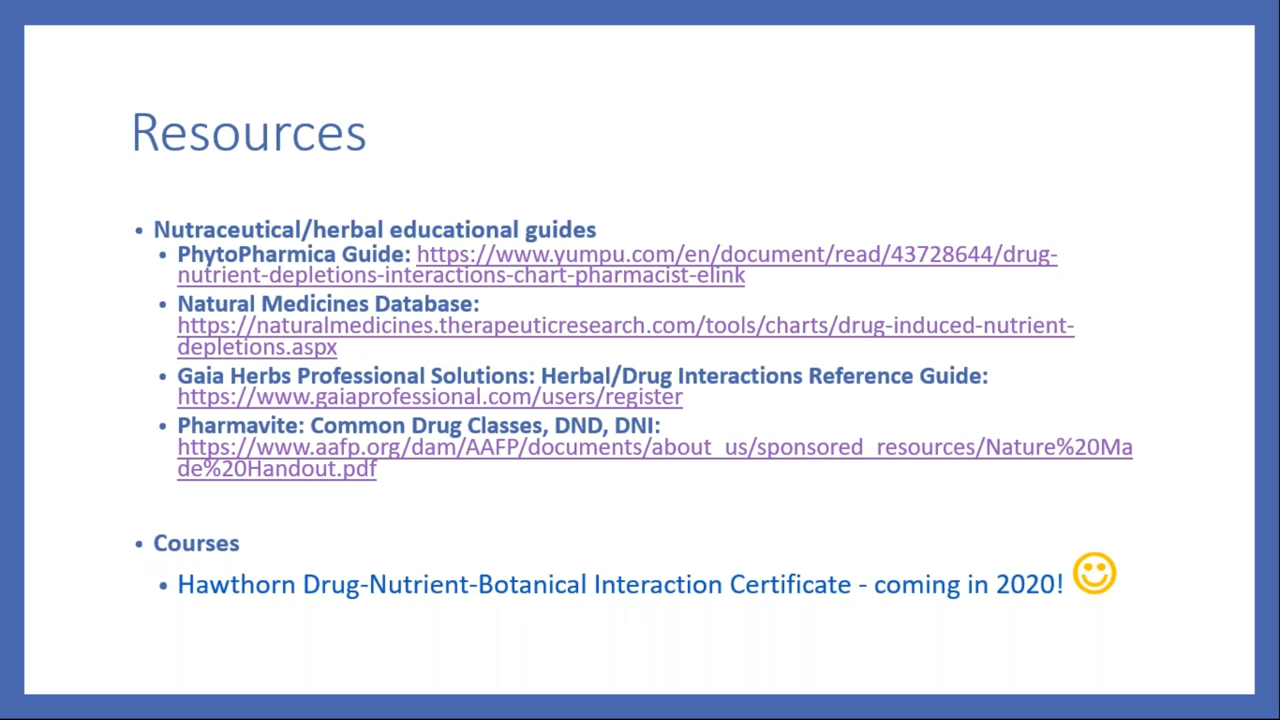 Resources
• Nutraceutical/herbal educational guides
• PhytoPharmica Guide: https://www.yumpu.com/en/document/read/43728644/drug-
nutrient-depletions-interactions-chart-pharmacist-elink
• Natural Medicines Database:
https://naturalmedicines.therapeuticresearch.com/tools/charts/drug-induced-nutrient-
depletions.aspx
• Gaia Herbs Professional Solutions: Herbal/Drug Interactions Reference Guide:
https://www.gaiaprofessional.com/users/register
• Pharmavite: Common Drug Classes, DND, DNI:
https://www.aafp.org/dam/AAFP/documents/about_us/sponsored_resources/Nature%20Ma
de%20Handout.pdf
• Courses
• Hawthorn Drug-Nutrient-Botanical Interaction Certificate - coming in 2020!